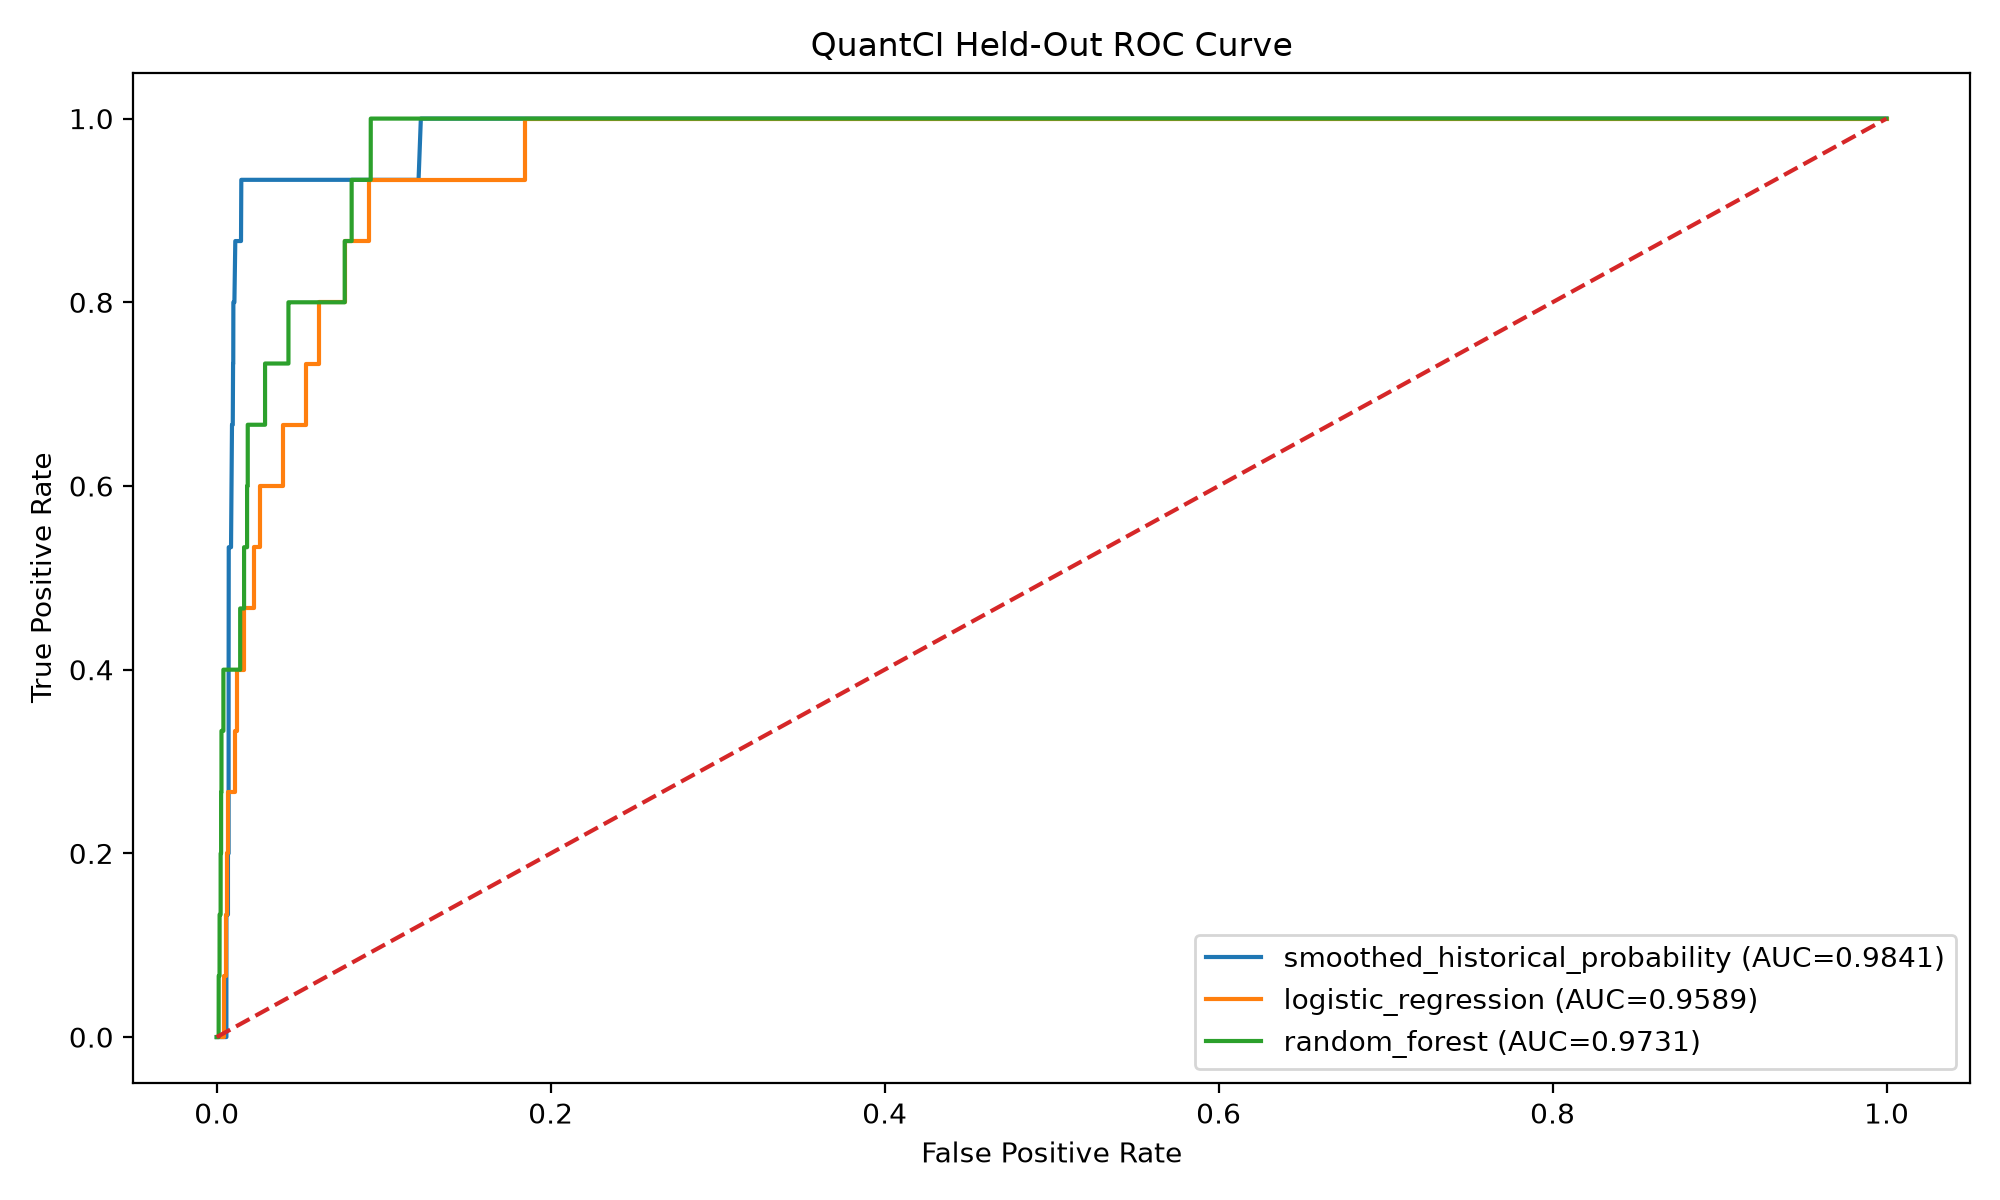 QuantCI Held-Out ROC Curve
1.0
0.8
0.6
0.4
0.2
0.0
True Positive Rate
0.0 0.2 0.4 0.6 0.8 1.0
False Positive Rate
smoothed_historical_probability (AUC=0.9841)
logistic_regression (AUC=0.9589)
random_forest (AUC=0.9731)